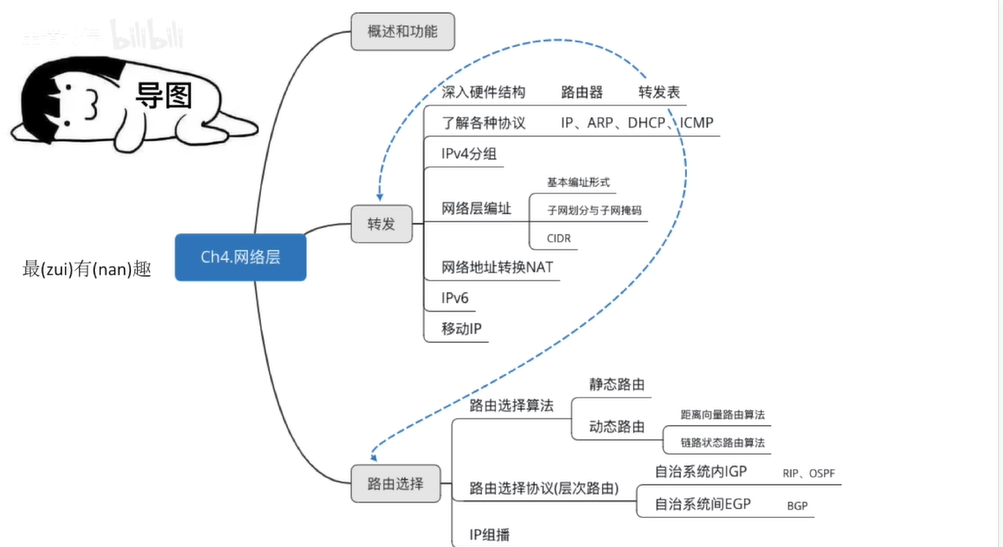 bilibili
概述和功能
导图
深入硬件结构 路由器 转发表
了解各种协议 IP、ARP、DHCP、ICMP
IPv4分组
基本编址形式
网络层编址
子网划分与子网掩码
CIDR
转发
Ch4.网络层
最(zui)有(nan)趣
网络地址转换NAT
IPv6
移动IP
静态路由
路由选择算法
距离向量路由算法
动态路由
链路状态路由算法
自治系统内IGP RIP、OSPF
路由选择
路由选择协议(层次路由)
自治系统间EGP BGP
IP组播